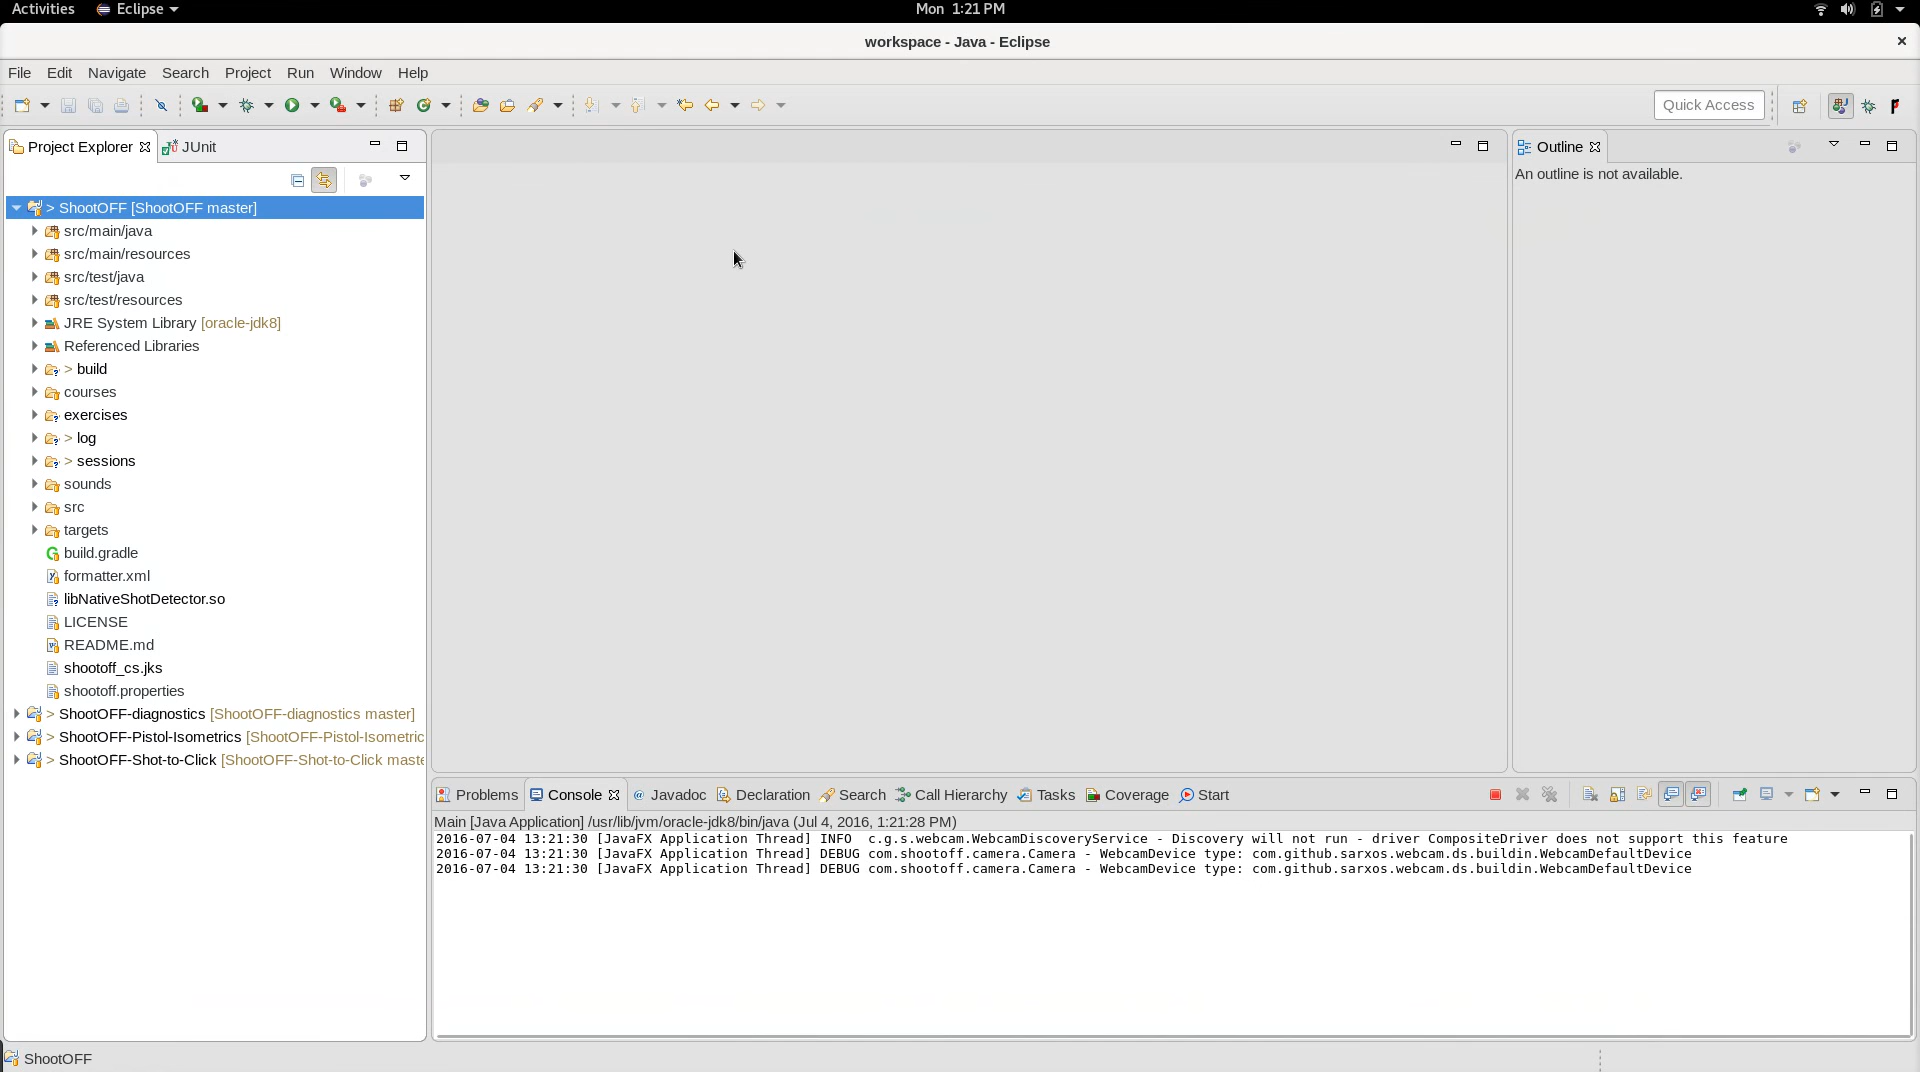 Activities Eclipse Mon 1:21 PM
workspace - Java - Eclipse
File Edit Navigate Search Project Run Window Help
Quick Access
Project Explorer JUnit
Outline
An outline is not available.
> ShootOFF [ShootOFF master]
src/main/java
src/main/resources
src/test/java
src/test/resources
JRE System Library [oracle-jdk8]
Referenced Libraries
> build
courses
exercises
> log
> sessions
sounds
src
targets
build.gradle
formatter.xml
libNativeShotDetector.so
LICENSE
README.md
shootoff_cs.jks
shootoff.properties
> ShootOFF-diagnostics [ShootOFF-diagnostics master]
> ShootOFF-Pistol-Isometrics [ShootOFF-Pistol-Isometric
> ShootOFF-Shot-to-Click [ShootOFF-Shot-to-Click maste
Problems Console @ Javadoc Declaration Search Call Hierarchy Tasks Coverage Start
Main [Java Application] /usr/lib/jvm/oracle-jdk8/bin/java (Jul 4, 2016, 1:21:28 PM)
2016-07-04 13:21:30 [JavaFX Application Thread] INFO  c.g.s.webcam.WebcamDiscoveryService - Discovery will not run - driver CompositeDriver does not support this feature
2016-07-04 13:21:30 [JavaFX Application Thread] DEBUG com.shootoff.camera.Camera - WebcamDevice type: com.github.sarxos.webcam.ds.buildin.WebcamDefaultDevice
2016-07-04 13:21:30 [JavaFX Application Thread] DEBUG com.shootoff.camera.Camera - WebcamDevice type: com.github.sarxos.webcam.ds.buildin.WebcamDefaultDevice
ShootOFF